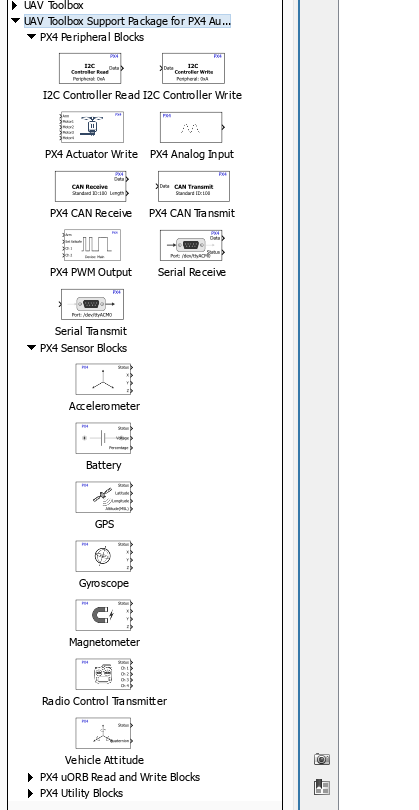 UAV Toolbox
UAV Toolbox Support Package for PX4 Au...
PX4 Peripheral Blocks
PX4
I2C
Controller Read
Peripheral: 0xA
Data
PX4
I2C
Controller Write
Peripheral: 0xA
Data
I2C Controller Read I2C Controller Write
PX4
Arm
Motor1
Motor2
Motor3
Motor4
PX4
PX4 Actuator Write PX4 Analog Input
PX4
Data
CAN Receive
Standard ID:100 Length
PX4
Data CAN Transmit
Standard ID:100
PX4 CAN Receive PX4 CAN Transmit
PX4
Arm
Ch 1
Ch 2
Device: Main
PX4
Data
Status
Port: /dev/ttyACM0
PX4 PWM Output Serial Receive
PX4
Port: /dev/ttyACM0
Serial Transmit
PX4 Sensor Blocks
PX4 Status
X
Y
Z
Accelerometer
PX4 Status
Voltage
Percentage
Battery
PX4 Status
Latitude
Longitude
Altitude(MSL)
GPS
PX4 Status
X
Y
Z
Gyroscope
PX4 Status
X
Y
Z
Magnetometer
PX4 Status
Ch 1
Ch 2
Ch 3
Ch 4
Radio Control Transmitter
PX4 Status
Quaternion
Vehicle Attitude
PX4 uORB Read and Write Blocks
PX4 Utility Blocks